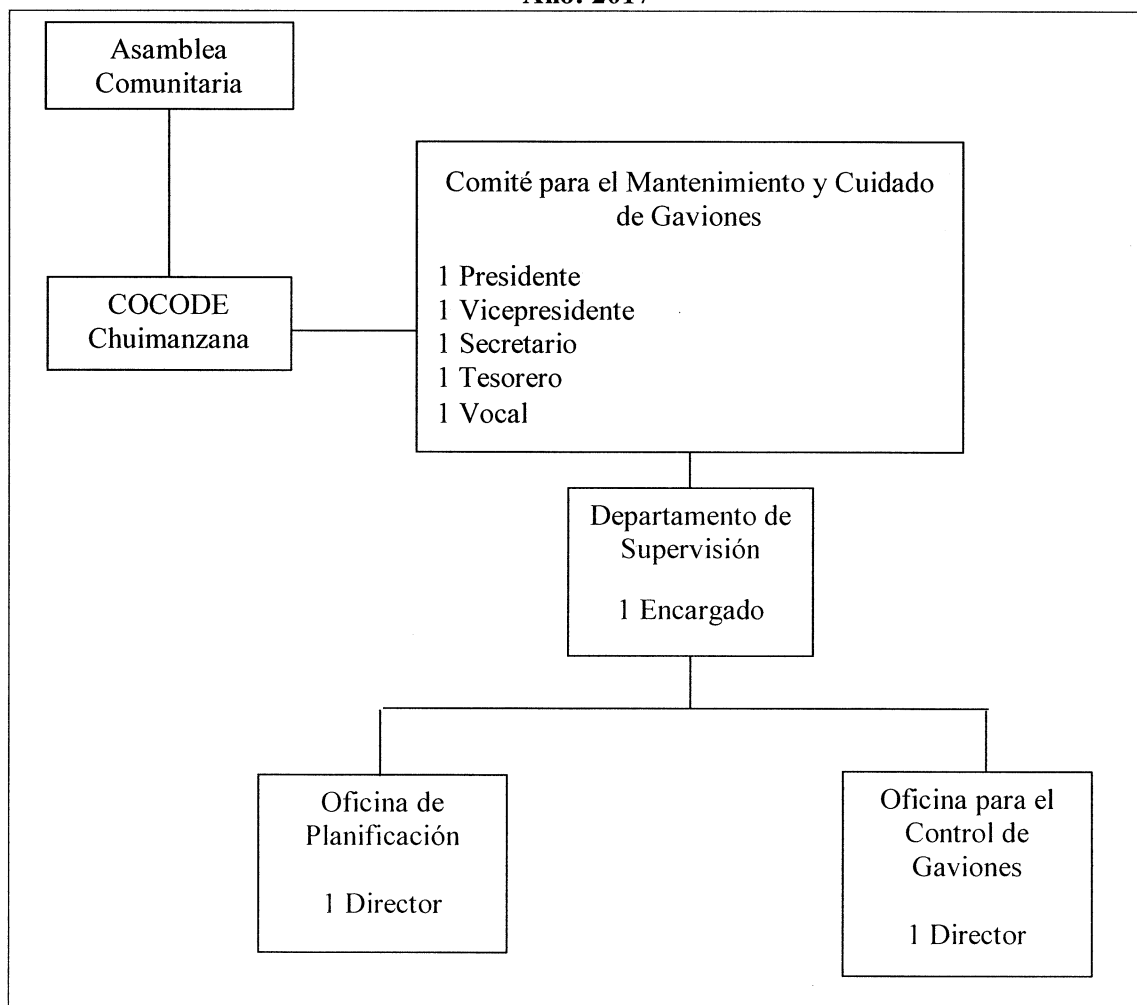 Año: 2017
Asamblea
Comunitaria
Comité para el Mantenimiento y Cuidado
de Gaviones
1 Presidente
1 Vicepresidente
1 Secretario
1 Tesorero
1 Vocal
COCODE
Chuimanzana
Departamento de
Supervisión
1 Encargado
Oficina de
Planificación
1 Director
Oficina para el
Control de
Gaviones
1 Director